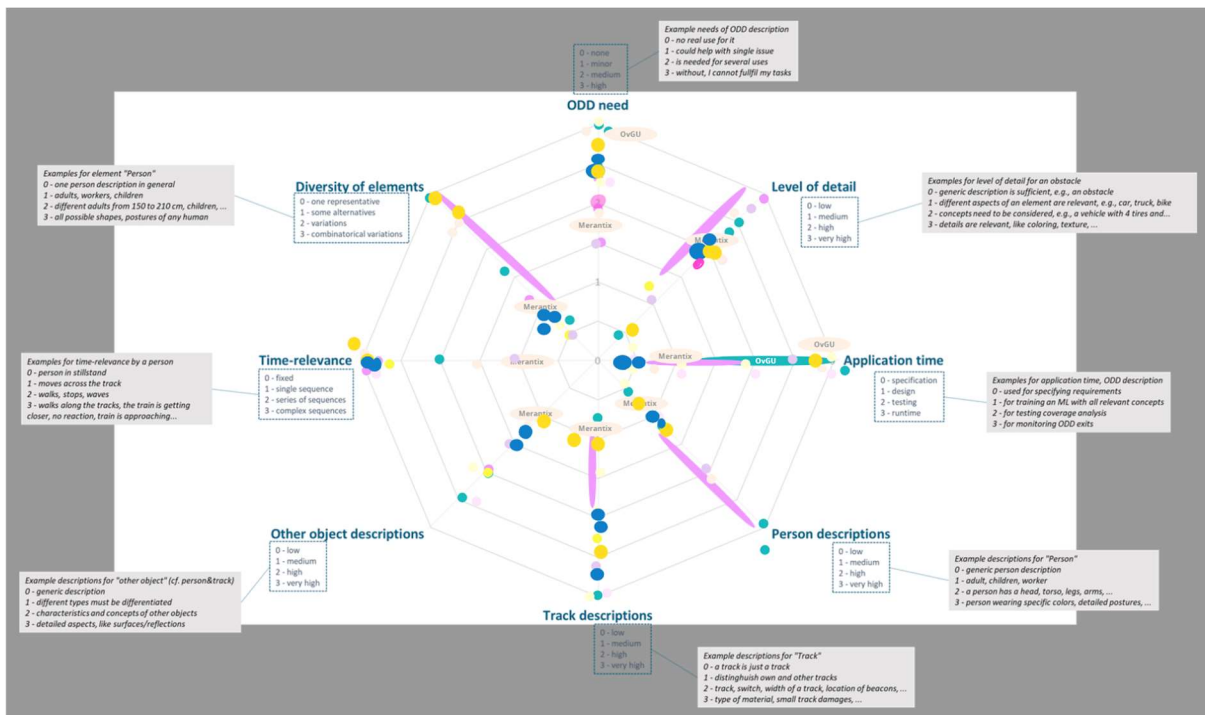 Example needs of ODD description
0 - no real use for it
1 - could help with single issue
2 - is needed for several uses
3 - without, I cannot fullfil my tasks
0 - none
1 - minor
2 - medium
3 - high
ODD need
OvGU
Examples for element "Person"
0 - one person description in general
1 - adults, workers, children
2 - different adults from 150 to 210 cm, children, ...
3 - all possible shapes, postures of any human
Diversity of elements
0 - one representative
1 - some alternatives
2 - variations
3 - combinatorical variations
Level of detail
0 - low
1 - medium
2 - high
3 - very high
Examples for level of detail for an obstacle
0 - generic description is sufficient, e.g., an obstacle
1 - different aspects of an element are relevant, e.g., car, truck, bike
2 - concepts need to be considered, e.g., a vehicle with 4 tires and...
3 - details are relevant, like coloring, texture, ...
2
Merantix
Merantix
1
Merantix
Examples for time-relevance by a person
0 - person in stillstand
1 - moves across the track
2 - walks, stops, waves
3 - walks along the tracks, the train is getting
closer, no reaction, train is approaching...
Time-relevance
0 - fixed
1 - single sequence
2 - series of sequences
3 - complex sequences
Merantix
0
Merantix
OvGU
OvGU
Application time
0 - specification
1 - design
2 - testing
3 - runtime
Examples for application time, ODD description
0 - used for specifying requirements
1 - for training an ML with all relevant concepts
2 - for testing coverage analysis
3 - for monitoring ODD exits
Merantix
Merantix
Merantix
Other object descriptions
0 - low
1 - medium
2 - high
3 - very high
Person descriptions
0 - low
1 - medium
2 - high
3 - very high
Example descriptions for "Person"
0 - generic person description
1 - adult, children, worker
2 - a person has a head, torso, legs, arms, ...
3 - person wearing specific colors, detailed postures, ...
Example descriptions for "other object" (cf. person&track)
0 - generic description
1 - different types must be differentiated
2 - characteristics and concepts of other objects
3 - detailed aspects, like surfaces/reflections
Track descriptions
0 - low
1 - medium
2 - high
3 - very high
Example descriptions for "Track"
0 - a track is just a track
1 - distinghuish own and other tracks
2 - track, switch, width of a track, location of beacons, ...
3 - type of material, small track damages, ...